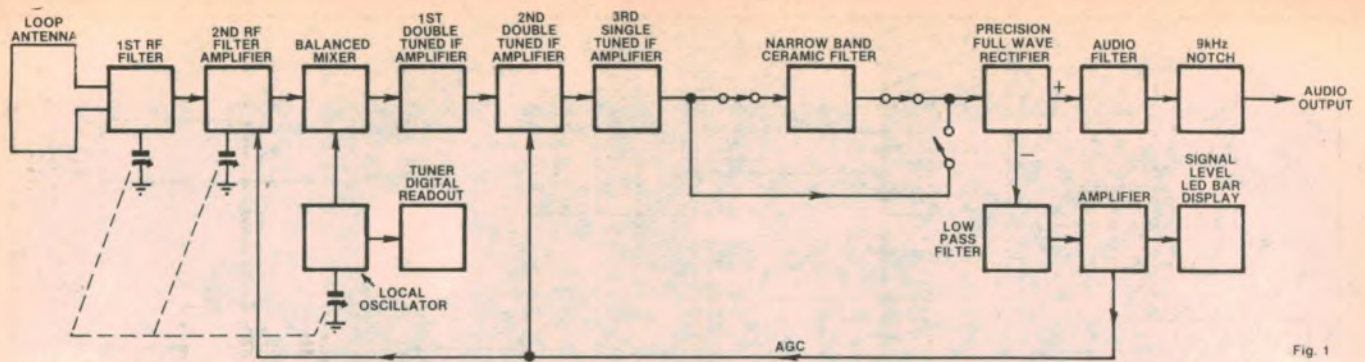 LOOP
ANTENNA
1ST RF
FILTER
2ND RF
FILTER
AMPLIFIER
BALANCED
MIXER
1ST
DOUBLE
TUNED IF
AMPLIFIER
2ND
DOUBLE
TUNED IF
AMPLIFIER
3RD
SINGLE
TUNED IF
AMPLIFIER
NARROW BAND
CERAMIC FILTER
PRECISION
FULL WAVE
RECTIFIER
+
AUDIO
FILTER
9kHz
NOTCH
AUDIO
OUTPUT
–
TUNER
DIGITAL
READOUT
LOCAL
OSCILLATOR
LOW
PASS
FILTER
AMPLIFIER
SIGNAL
LEVEL
LED BAR
DISPLAY
AGC
Fig. 1